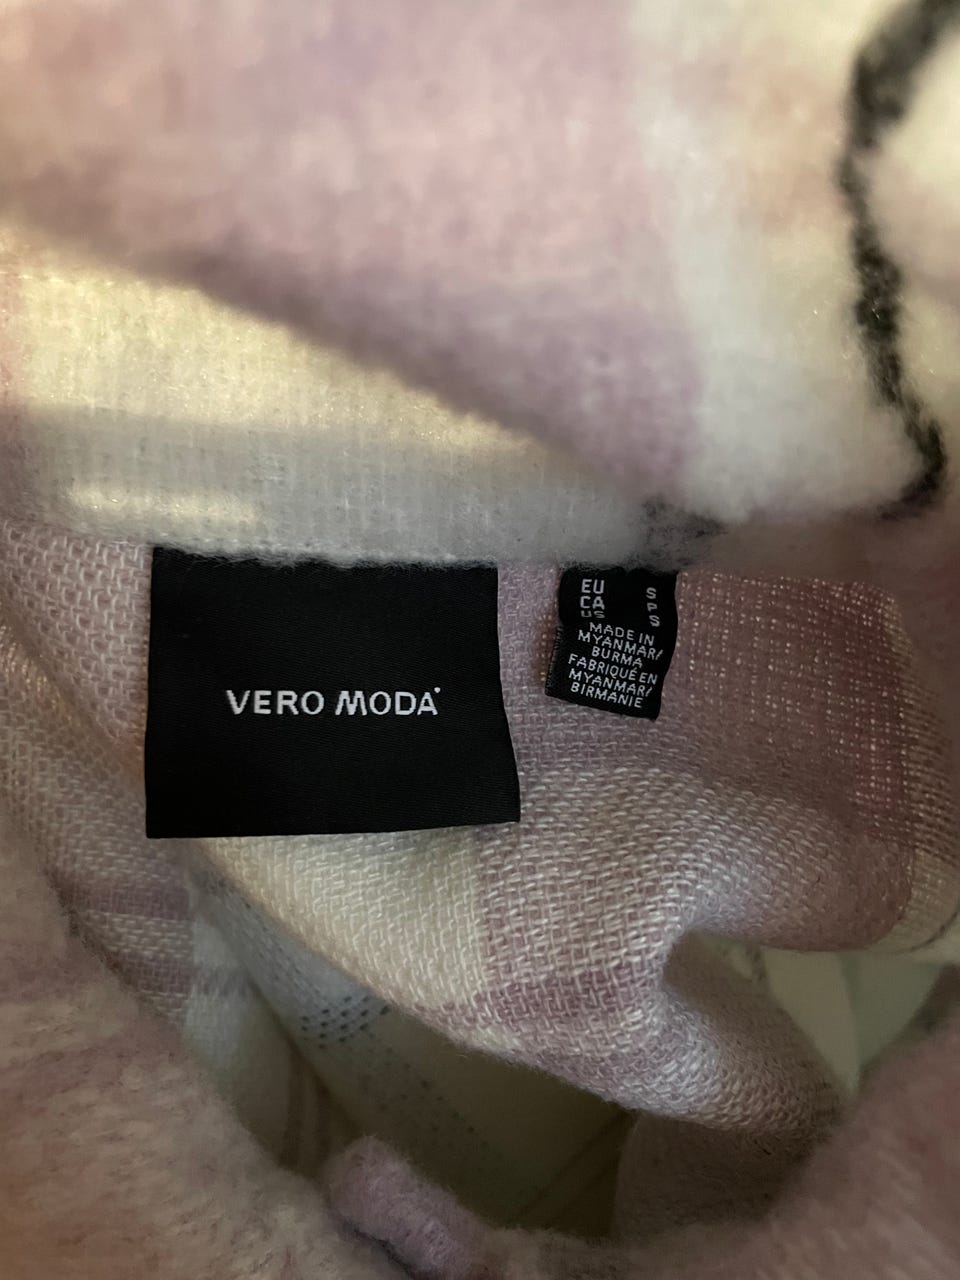 VERO MODA
EU S
CA P
US S
MADE IN
MYANMAR/
BURMA
FABRIQUÉ EN
MYANMAR/
BIRMANIE